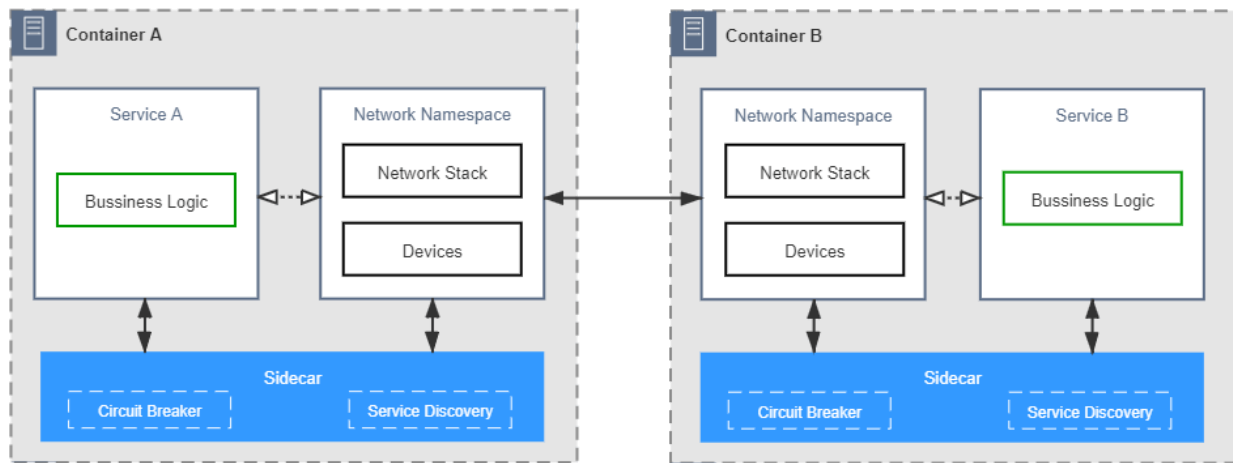 Container A
Service A
Bussiness Logic
Network Namespace
Network Stack
Devices
Sidecar
Circuit Breaker
Service Discovery
Container B
Network Namespace
Network Stack
Devices
Service B
Bussiness Logic
Sidecar
Circuit Breaker
Service Discovery